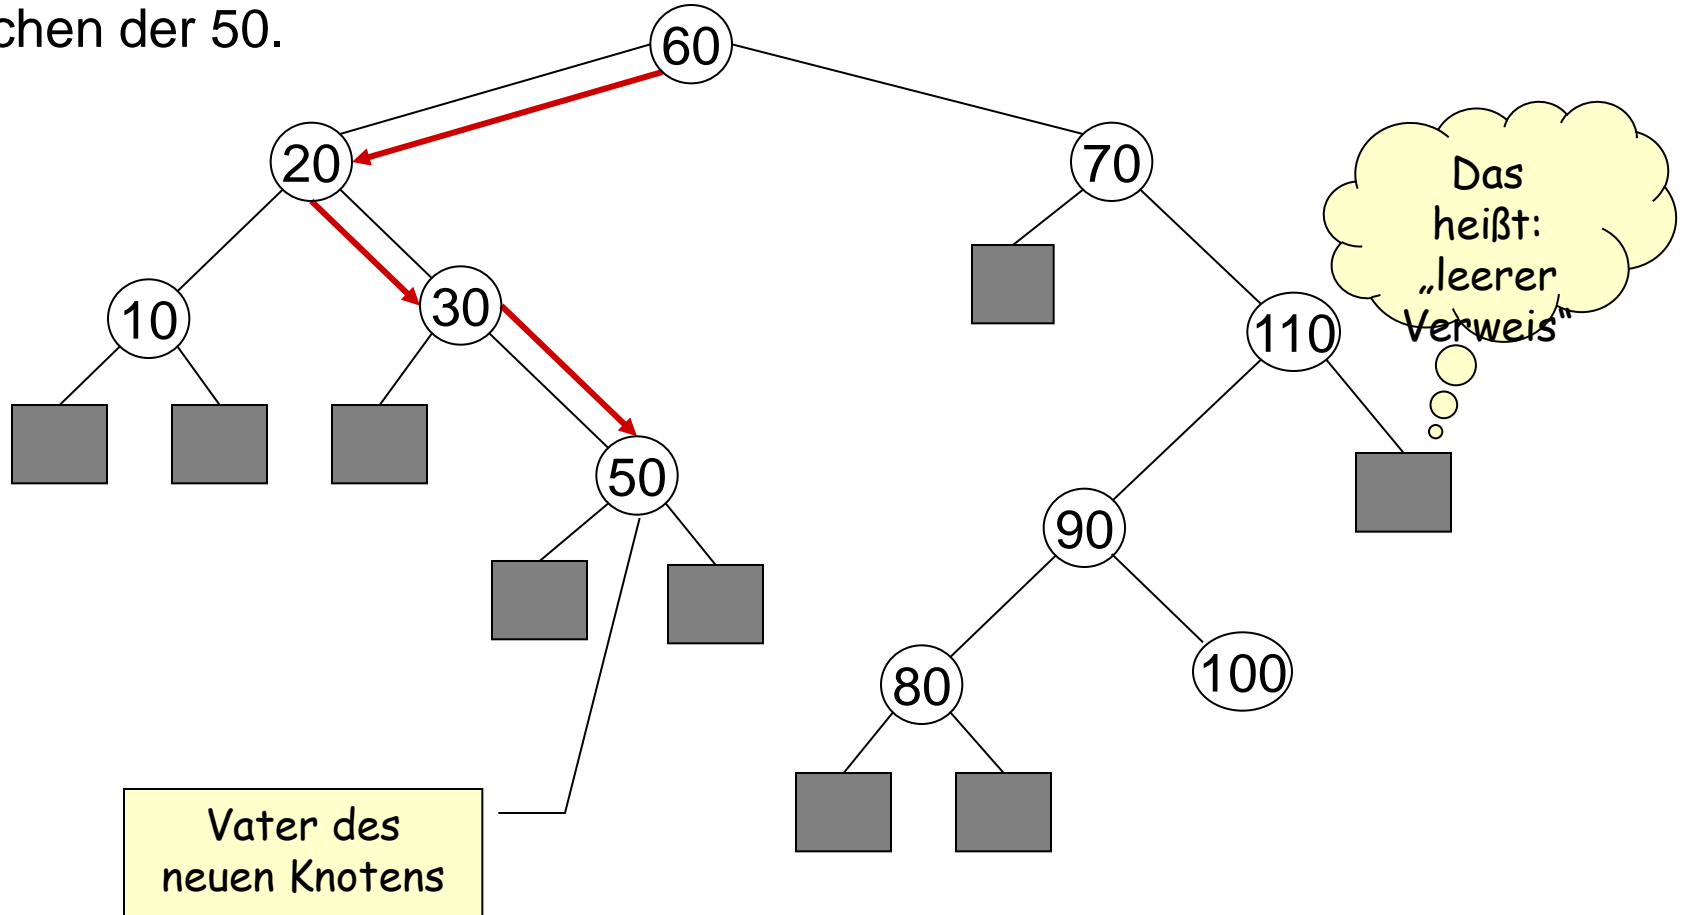 chen der 50.
60
20
70
Das
heißt:
„leerer
Verweis“
10
30
110
50
90
80
100
Vater des
neuen Knotens